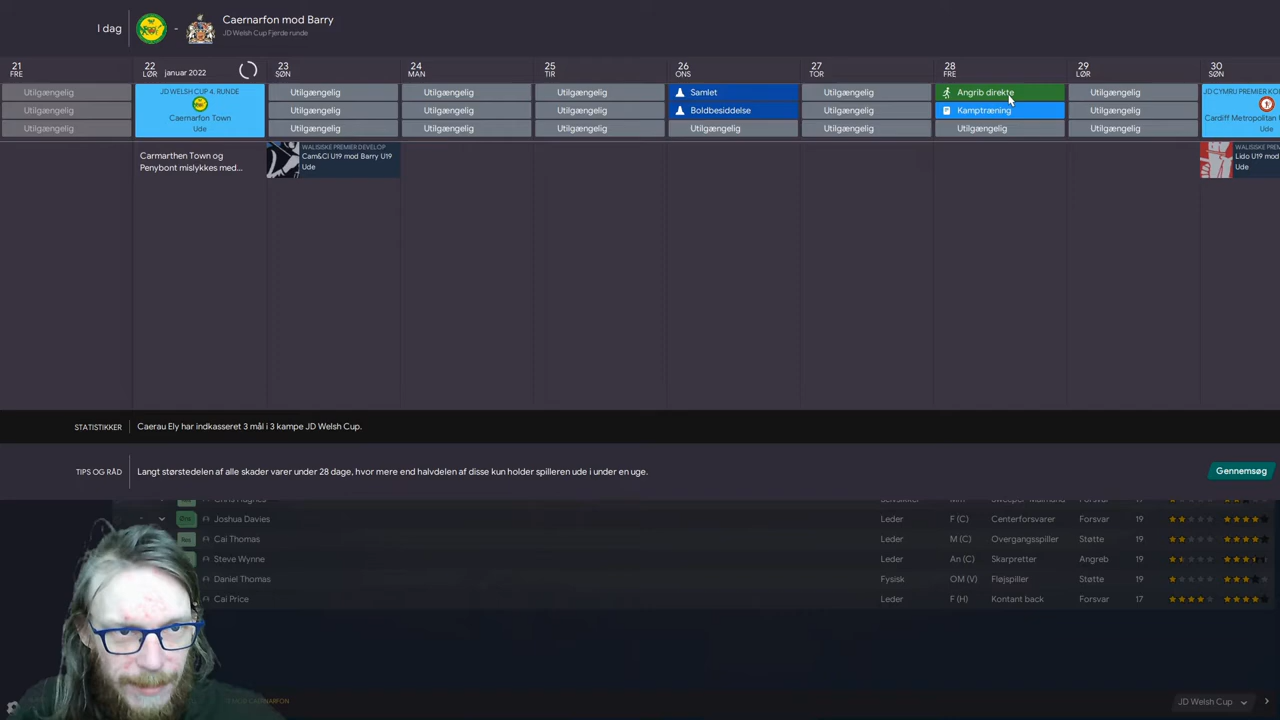 I dag
Caernarfon mod Barry
JD Welsh Cup Fjerde runde
21
FRE
22
LØR januar 2022
23
SØN
24
MAN
25
TIR
26
ONS
27
TOR
28
FRE
29
LØR
30
SØN
Utilgængelig
Utilgængelig
Utilgængelig
JD WELSH CUP 4. RUNDE
Caernarfon Town
Ude
Utilgængelig
Utilgængelig
Utilgængelig
Utilgængelig
Utilgængelig
Utilgængelig
Utilgængelig
Utilgængelig
Utilgængelig
Samlet
Boldbesiddelse
Utilgængelig
Utilgængelig
Utilgængelig
Utilgængelig
Angrib direkte
Kamptræning
Utilgængelig
Utilgængelig
Utilgængelig
Utilgængelig
JD CYMRU PREMIER KO
Cardiff Metropolitan U
Ude
Carmarthen Town og
Penybont mislykkes med...
WALISISKE PREMIER DEVELOP
Cam&Cl U19 mod Barry U19
Ude
WALISISKE PREM
Lido U19 mod
Ude
STATISTIKKER
Caerau Ely har indkasseret 3 mål i 3 kampe JD Welsh Cup.
TIPS OG RÅD
Langt størstedelen af alle skader varer under 28 dage, hvor mere end halvdelen af disse kun holder spilleren ude i under en uge.
Gennemsøg
Joshua Davies Leder F (C) Centerforsvarer Forsvar 19
Cai Thomas Leder M (C) Overgangsspiller Støtte 19
Steve Wynne Leder An (C) Skarpretter Angreb 19
Daniel Thomas Fysisk OM (V) Fløjspiller Støtte 19
Cai Price Leder F (H) Kontant back Forsvar 17
JD Welsh Cup